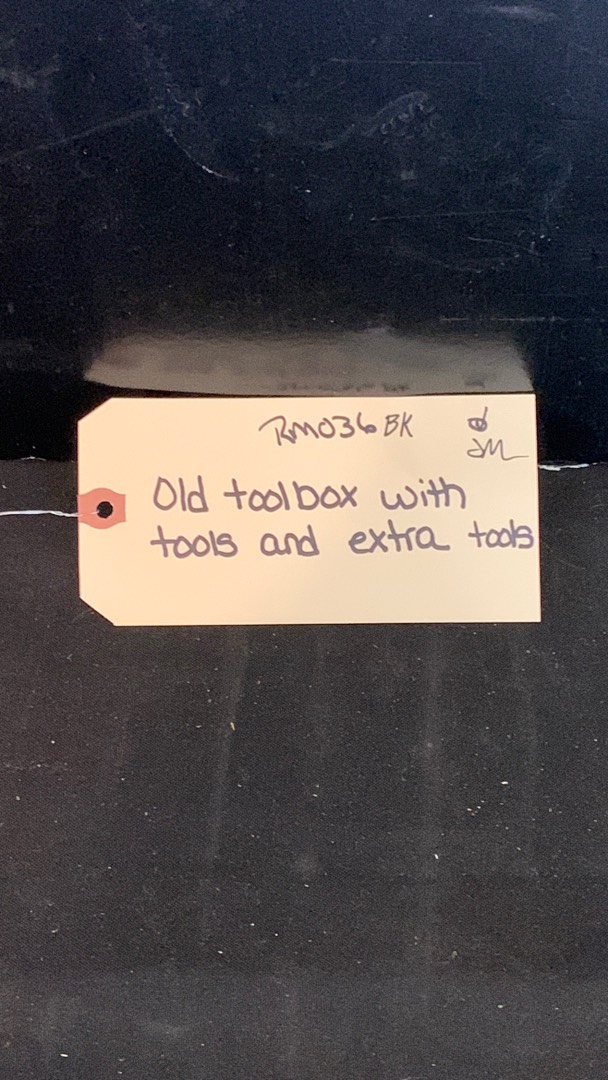 RM036BK
Old toolbox with
tools and extra tools